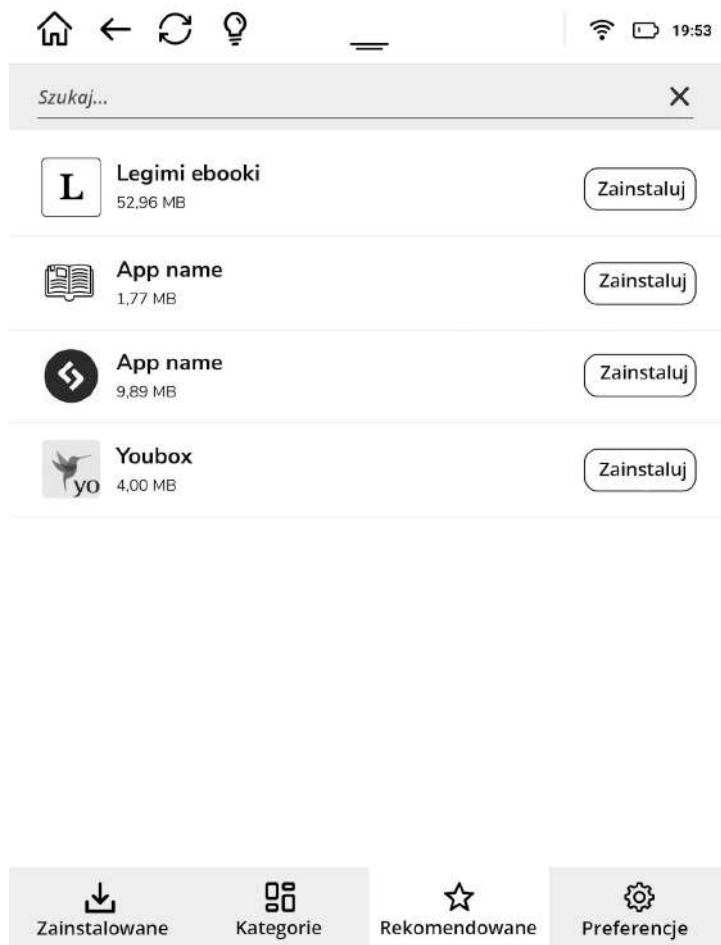 19:53
Szukaj...
L
Legimi ebooki
52,96 MB
Zainstaluj
App name
1,77 MB
Zainstaluj
App name
9,89 MB
Zainstaluj
yo
Youbox
4,00 MB
Zainstaluj
Zainstalowane
Kategorie
Rekomendowane
Preferencje